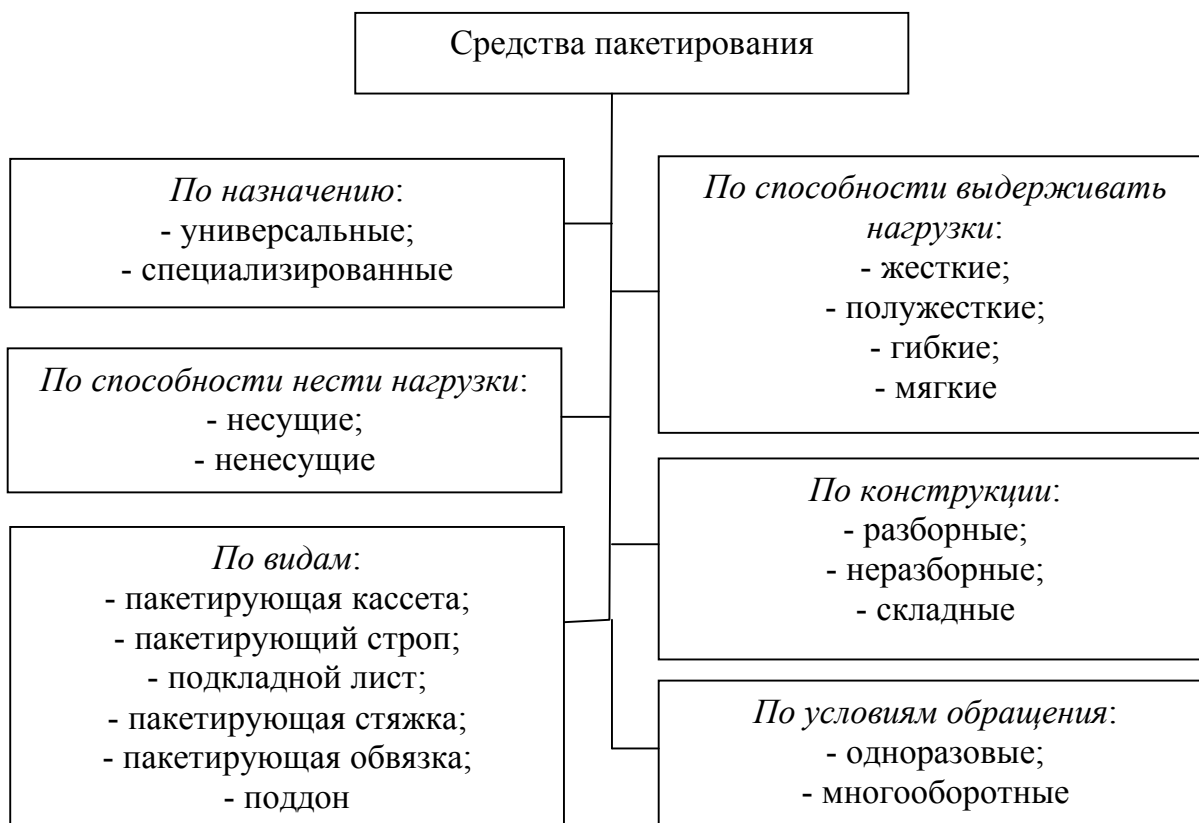 Средства пакетирования
По назначению:
- универсальные;
- специализированные
По способности нести нагрузки:
- несущие;
- ненесущие
По видам:
- пакетирующая кассета;
- пакетирующий строп;
- подкладной лист;
- пакетирующая стяжка;
- пакетирующая обвязка;
- поддон
По способности выдерживать
нагрузки:
- жесткие;
- полужесткие;
- гибкие;
- мягкие
По конструкции:
- разборные;
- неразборные;
- складные
По условиям обращения:
- одноразовые;
- многооборотные